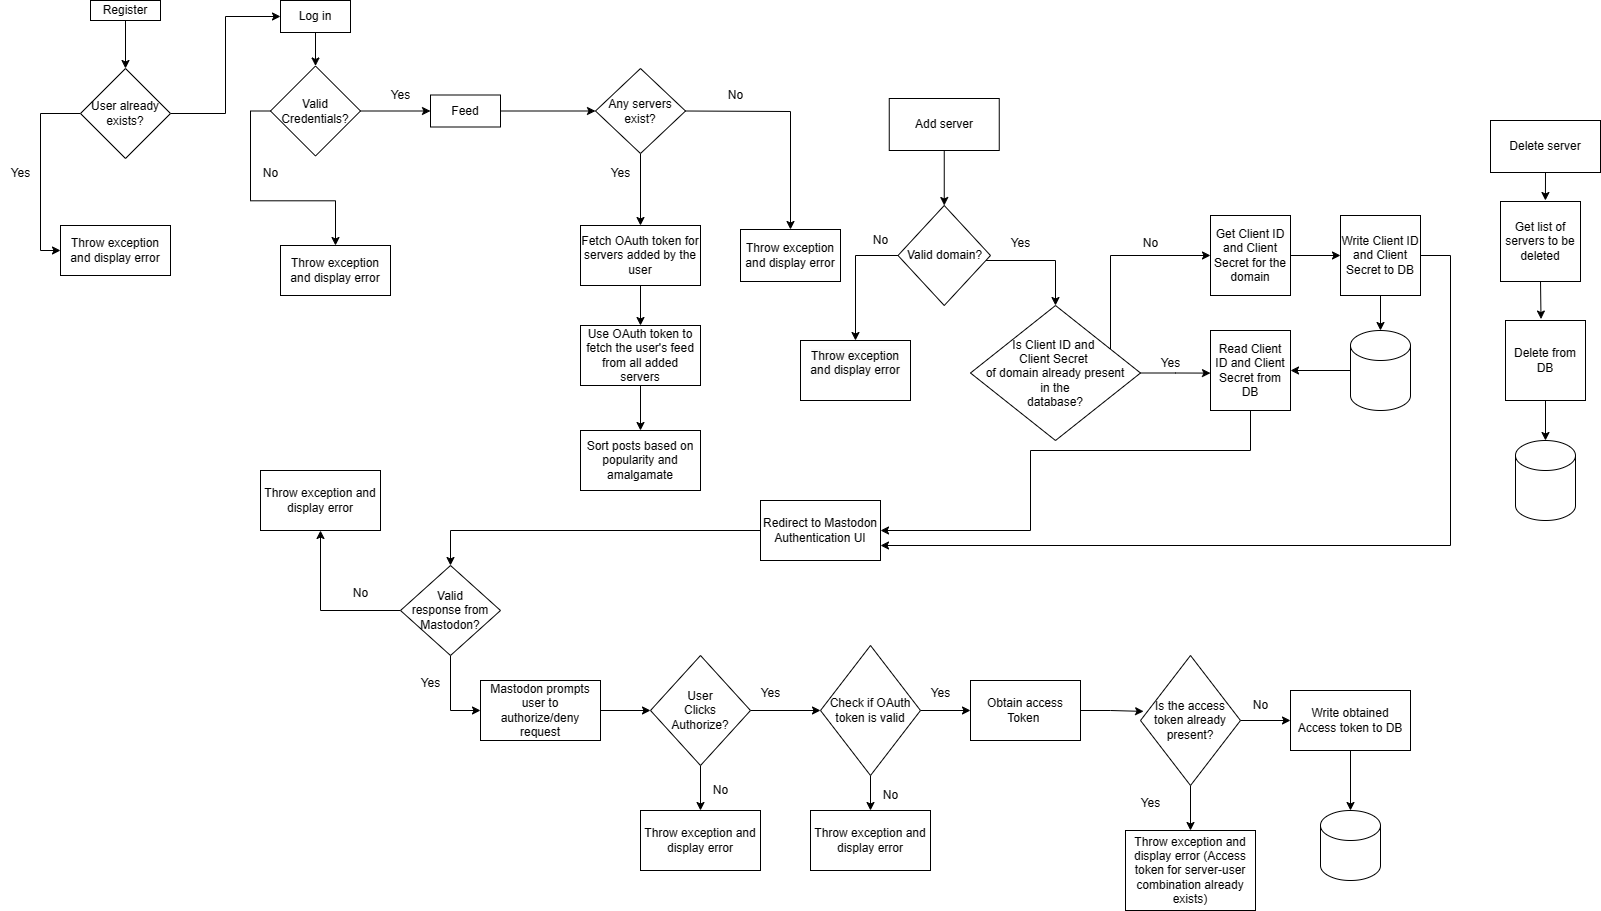 Register
Log in
User already
exists?
Yes
Throw exception
and display error
Valid
Credentials?
Yes
No
Throw exception
and display error
Feed
Any servers
exist?
No
Yes
Fetch OAuth token for
servers added by the
user
Throw exception
and display error
Use OAuth token to
fetch the user's feed
from all added
servers
Sort posts based on
popularity and
amalgamate
Add server
Valid domain?
No
Yes
Throw exception
and display error
Is Client ID and
Client Secret
of domain already present
in the
database?
No
Yes
Get Client ID
and Client
Secret for the
domain
Write Client ID
and Client
Secret to DB
Read Client
ID and Client
Secret from
DB
Delete server
Get list of
servers to be
deleted
Delete from
DB
Redirect to Mastodon
Authentication UI
Throw exception and
display error
No
Valid
response from
Mastodon?
Yes
Mastodon prompts
user to
authorize/deny
request
User
Clicks
Authorize?
Yes
No
Throw exception and
display error
Check if OAuth
token is valid
Yes
No
Throw exception and
display error
Obtain access
Token
Is the access
token already
present?
No
Yes
Write obtained
Access token to DB
Throw exception and
display error (Access
token for server-user
combination already
exists)